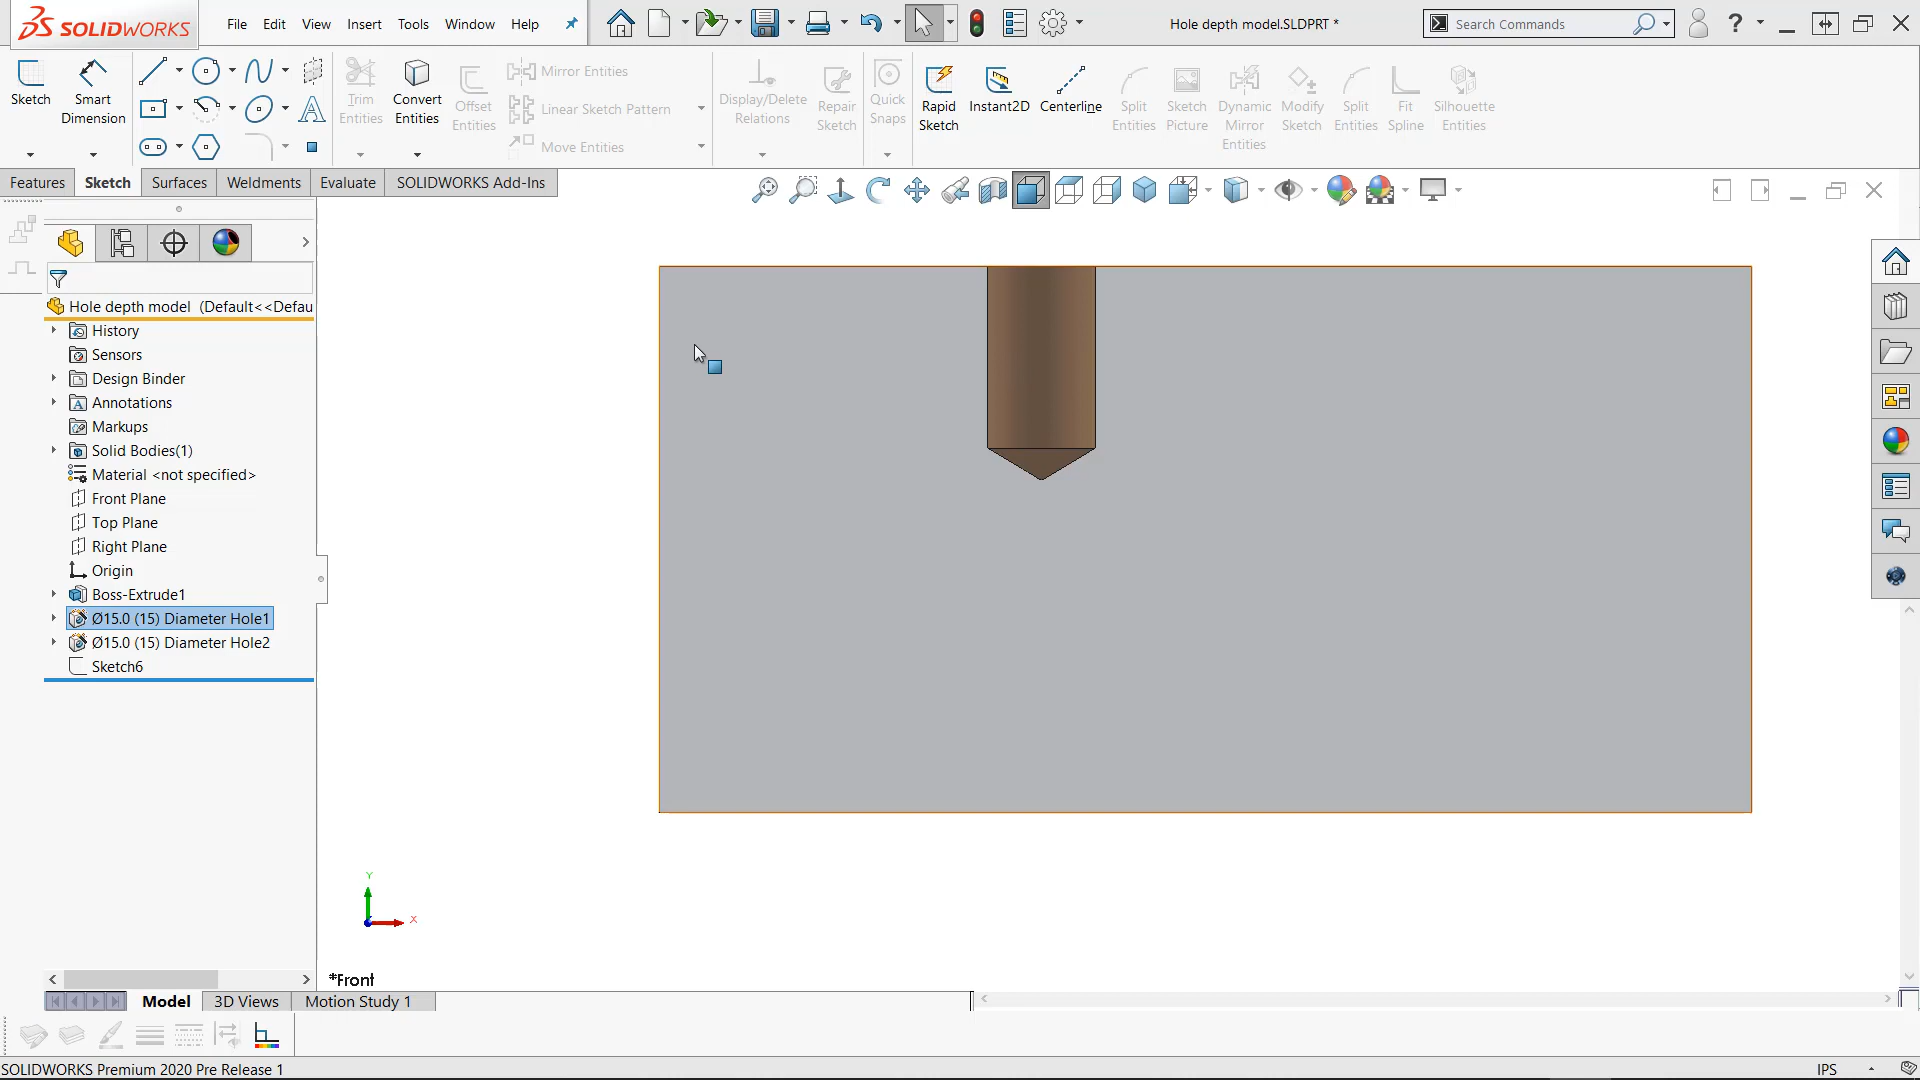 SOLIDWORKS
File Edit View Insert Tools Window Help
Hole depth model.SLDPRT *
Search Commands
?
Sketch
Smart Dimension
Trim Entities
Convert Entities
Offset Entities
Mirror Entities
Linear Sketch Pattern
Move Entities
Display/Delete Relations
Repair Sketch
Quick Snaps
Rapid Sketch
Instant2D
Centerline
Split Entities
Sketch Picture
Dynamic Mirror Entities
Modify Sketch
Split Entities
Fit Spline
Silhouette Entities
Features Sketch Surfaces Weldments Evaluate SOLIDWORKS Add-Ins
Hole depth model (Default<<Defau
History
Sensors
Design Binder
Annotations
Markups
Solid Bodies(1)
Material <not specified>
Front Plane
Top Plane
Right Plane
Origin
Boss-Extrude1
Ø15.0 (15) Diameter Hole1
Ø15.0 (15) Diameter Hole2
Sketch6
Y
X
*Front
Model 3D Views Motion Study 1
SOLIDWORKS Premium 2020 Pre Release 1
IPS